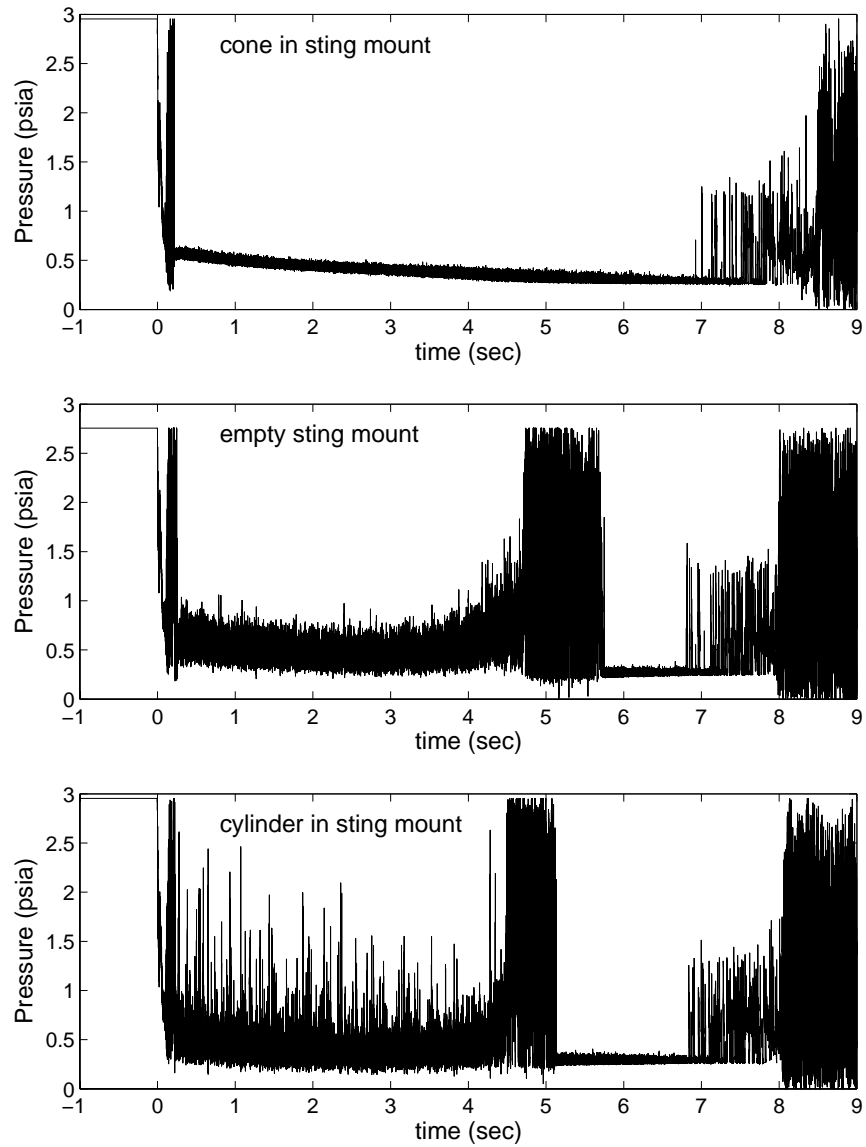 3
2.5
2
1.5
1
0.5
0
Pressure (psia)
cone in sting mount
−1 0 1 2 3 4 5 6 7 8 9
time (sec)
3
2.5
2
1.5
1
0.5
0
Pressure (psia)
empty sting mount
−1 0 1 2 3 4 5 6 7 8 9
time (sec)
3
2.5
2
1.5
1
0.5
0
Pressure (psia)
cylinder in sting mount
−1 0 1 2 3 4 5 6 7 8 9
time (sec)